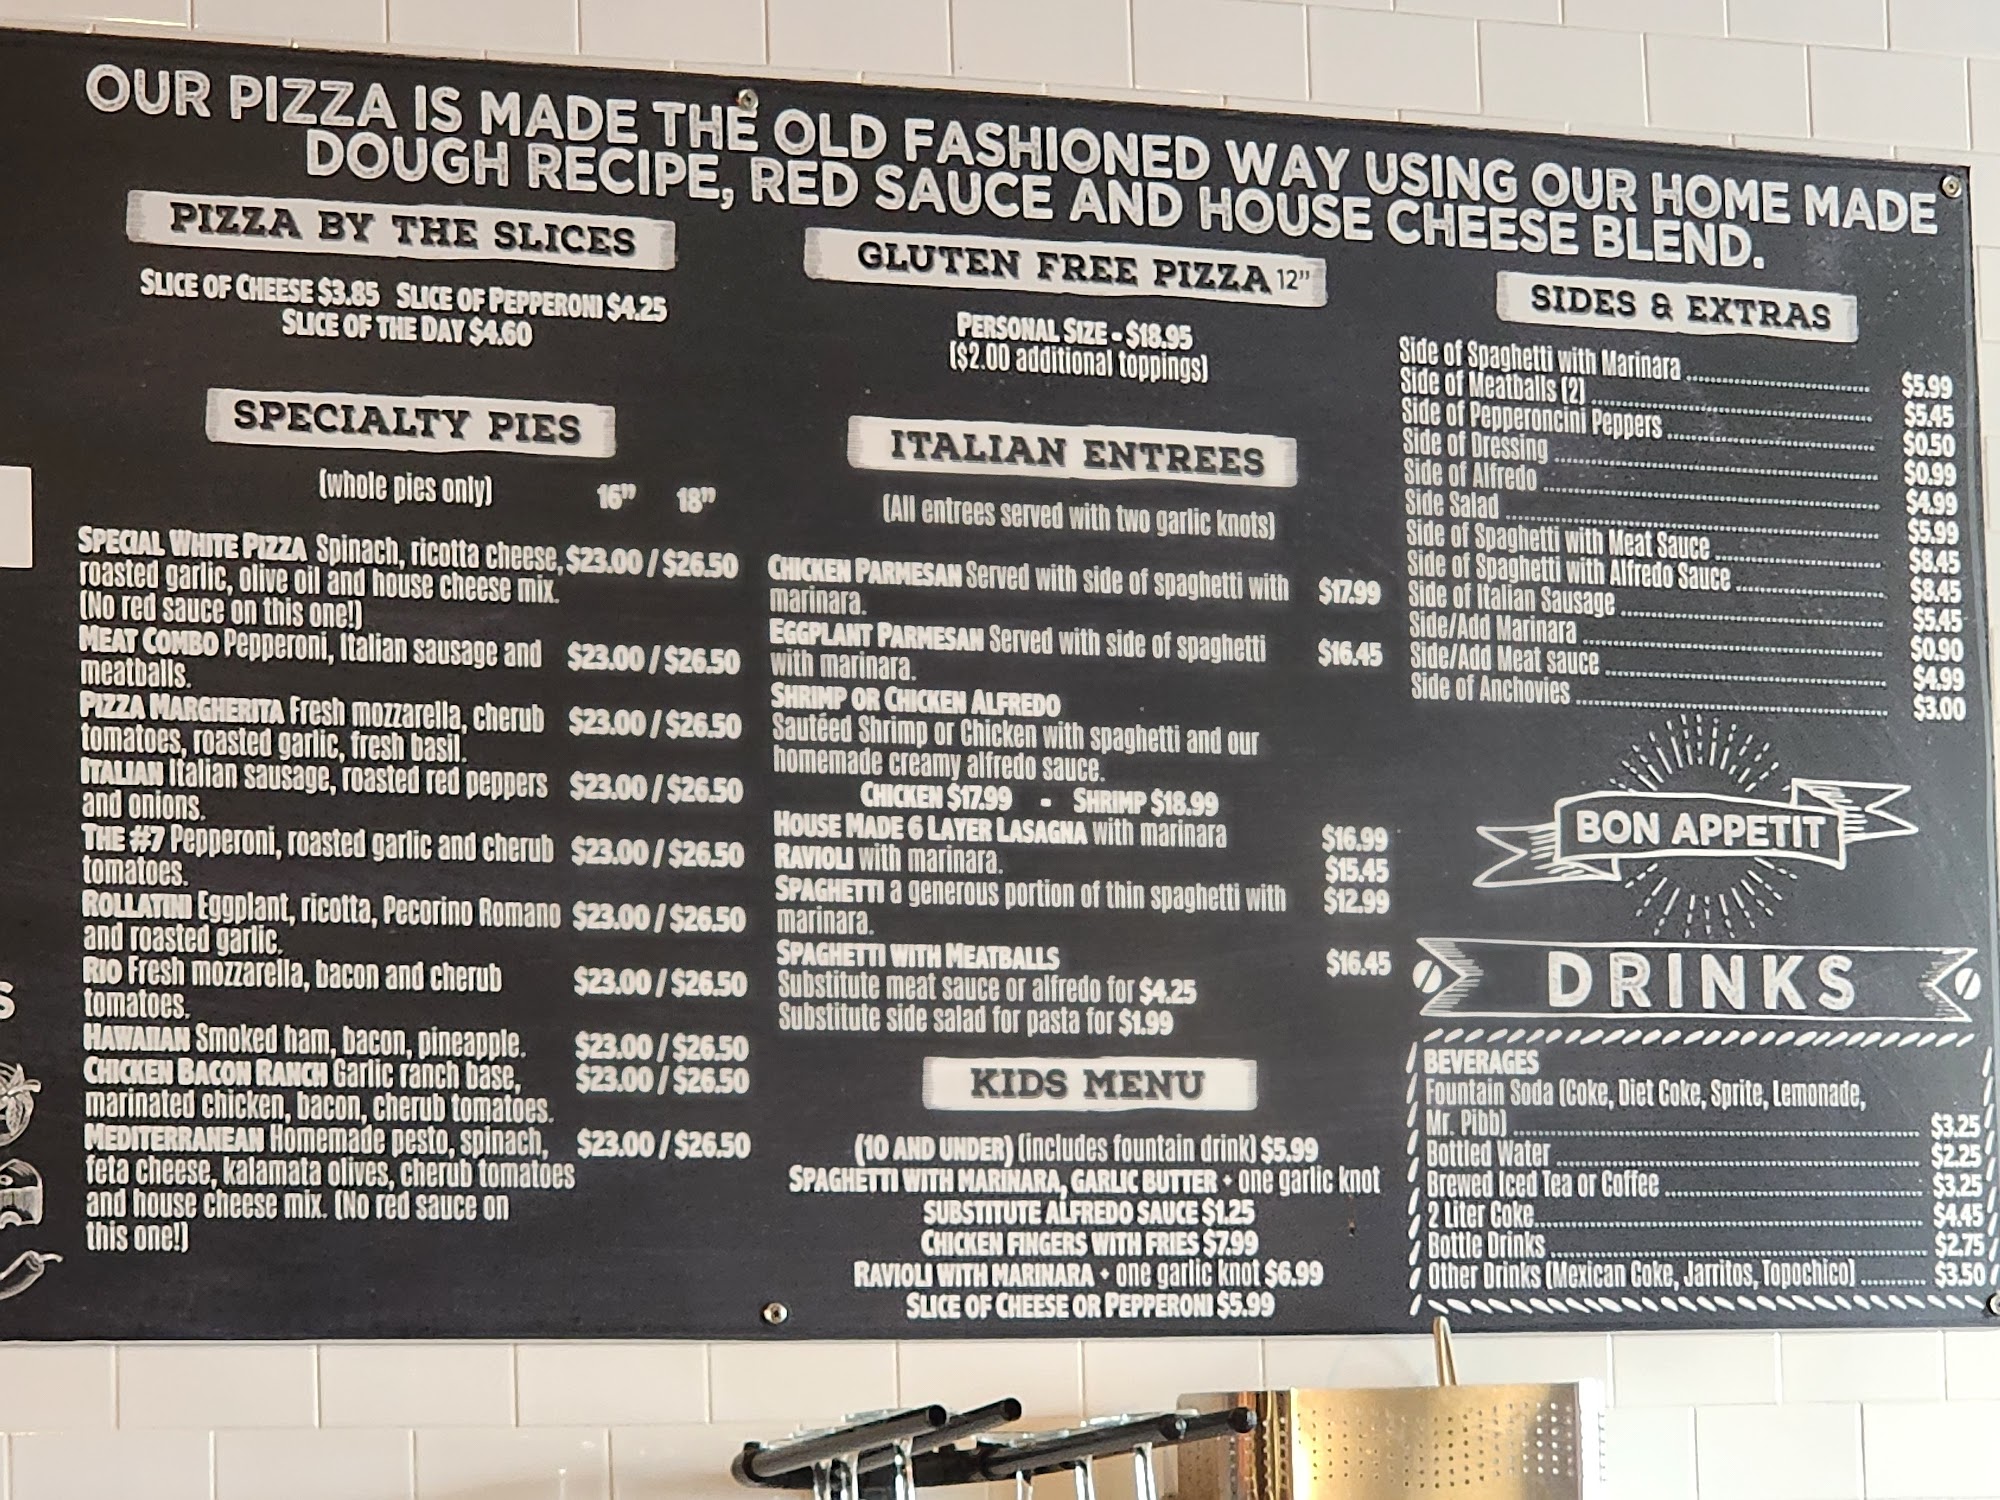 OUR PIZZA IS MADE THE OLD FASHIONED WAY USING OUR HOME MADE
DOUGH RECIPE, RED SAUCE AND HOUSE CHEESE BLEND.
PIZZA BY THE SLICES
SLICE OF CHEESE $3.85 SLICE OF PEPPERONI $4.25
SLICE OF THE DAY $4.60
SPECIALTY PIES
(whole pies only) 16" 18"
SPECIAL WHITE PIZZA Spinach, ricotta cheese, $23.00 / $26.50
roasted garlic, olive oil and house cheese mix.
(No red sauce on this one!)
MEAT COMBO Pepperoni, Italian sausage and $23.00 / $26.50
meatballs.
PIZZA MARGHERITA Fresh mozzarella, cherub $23.00 / $26.50
tomatoes, roasted garlic, fresh basil.
ITALIAN Italian sausage, roasted red peppers $23.00 / $26.50
and onions.
THE #7 Pepperoni, roasted garlic and cherub $23.00 / $26.50
tomatoes.
ROLLATINI Eggplant, ricotta, Pecorino Romano $23.00 / $26.50
and roasted garlic.
RIO Fresh mozzarella, bacon and cherub $23.00 / $26.50
tomatoes.
HAWAIIAN Smoked ham, bacon, pineapple. $23.00 / $26.50
CHICKEN BACON RANCH Garlic ranch base, $23.00 / $26.50
marinated chicken, bacon, cherub tomatoes.
MEDITERRANEAN Homemade pesto, spinach, $23.00 / $26.50
feta cheese, kalamata olives, cherub tomatoes
and house cheese mix. (No red sauce on
this one!)
GLUTEN FREE PIZZA 12"
PERSONAL SIZE - $18.95
($2.00 additional toppings)
ITALIAN ENTREES
(All entrees served with two garlic knots)
CHICKEN PARMESAN Served with side of spaghetti with $17.99
marinara.
EGGPLANT PARMESAN Served with side of spaghetti $16.45
with marinara.
SHRIMP OR CHICKEN ALFREDO
Sautéed Shrimp or Chicken with spaghetti and our
homemade creamy alfredo sauce.
CHICKEN $17.99 - SHRIMP $18.99
HOUSE MADE 6 LAYER LASAGNA with marinara $16.99
RAVIOLI with marinara. $15.45
SPAGHETTI a generous portion of thin spaghetti with $12.99
marinara.
SPAGHETTI WITH MEATBALLS $16.45
Substitute meat sauce or alfredo for $4.25
Substitute side salad for pasta for $1.99
KIDS MENU
(10 AND UNDER) (includes fountain drink) $5.99
SPAGHETTI WITH MARINARA, GARLIC BUTTER + one garlic knot
SUBSTITUTE ALFREDO SAUCE $1.25
CHICKEN FINGERS WITH FRIES $7.99
RAVIOLI WITH MARINARA + one garlic knot $6.99
SLICE OF CHEESE OR PEPPERONI $5.99
SIDES & EXTRAS
Side of Spaghetti with Marinara $5.99
Side of Meatballs (2) $5.45
Side of Pepperoncini Peppers $0.50
Side of Dressing $0.99
Side of Alfredo $4.99
Side Salad $5.99
Side of Spaghetti with Meat Sauce $8.45
Side of Spaghetti with Alfredo Sauce $8.45
Side of Italian Sausage $5.45
Side/Add Marinara $0.90
Side/Add Meat sauce $4.99
Side of Anchovies $3.00
BON APPETIT
DRINKS
BEVERAGES
Fountain Soda (Coke, Diet Coke, Sprite, Lemonade,
Mr. Pibb) $3.25
Bottled Water $2.25
Brewed Iced Tea or Coffee $3.25
2 Liter Coke $4.45
Bottle Drinks $2.75
Other Drinks (Mexican Coke, Jarritos, Topochico) $3.50
S